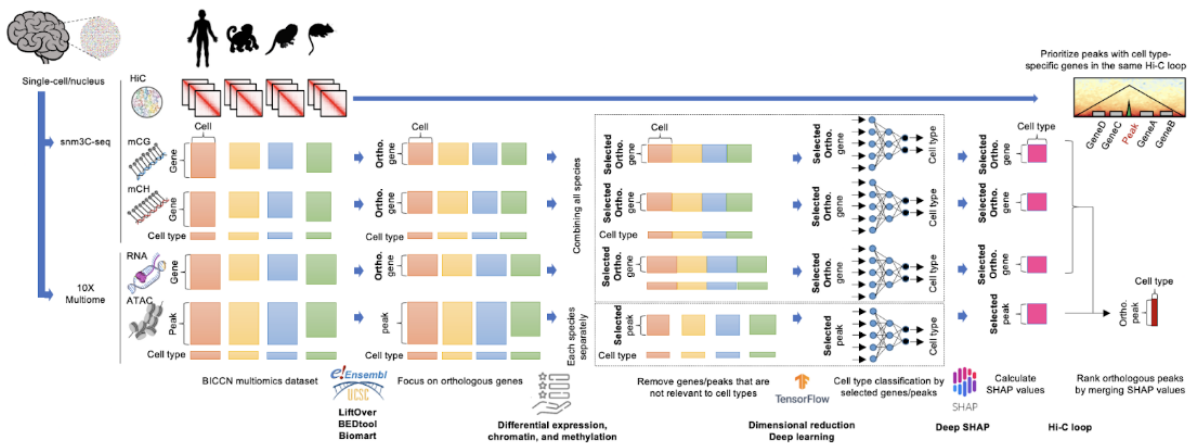 Prioritize peaks with cell type-
specific genes in the same Hi-C loop
Single-cell/nucleus
HiC
GeneD
GeneC
Peak
GeneA
GeneB
snm3C-seq
mCG
Cell
Gene
Cell
Ortho.
gene
Combining all species
Cell
Selected
Ortho.
gene
Selected
Ortho.
gene
Cell type
Selected
Ortho.
gene
Cell type
mCH
Gene
Ortho.
gene
Selected
Ortho.
gene
Selected
Ortho.
gene
Cell type
Selected
Ortho.
gene
Cell type
Cell type
Cell type
RNA
Gene
Ortho.
gene
Selected
Ortho.
gene
Selected
Ortho.
gene
Cell type
Selected
Ortho.
gene
10X
Multiome
ATAC
Peak
peak
Each species
separately
Selected
peak
Selected
peak
Cell type
Selected
peak
Cell type
Ortho.
peak
Cell type
Cell type
Cell type
BICCN multiomics dataset
e!Ensembl
UCSC
Focus on orthologous genes
Remove genes/peaks that are
not relevant to cell types
TensorFlow
Cell type classification by
selected genes/peaks
SHAP
Calculate
SHAP values
Rank orthologous peaks
by merging SHAP values
LiftOver
BEDtool
Biomart
Differential expression,
chromatin, and methylation
Dimensional reduction
Deep learning
Deep SHAP
Hi-C loop